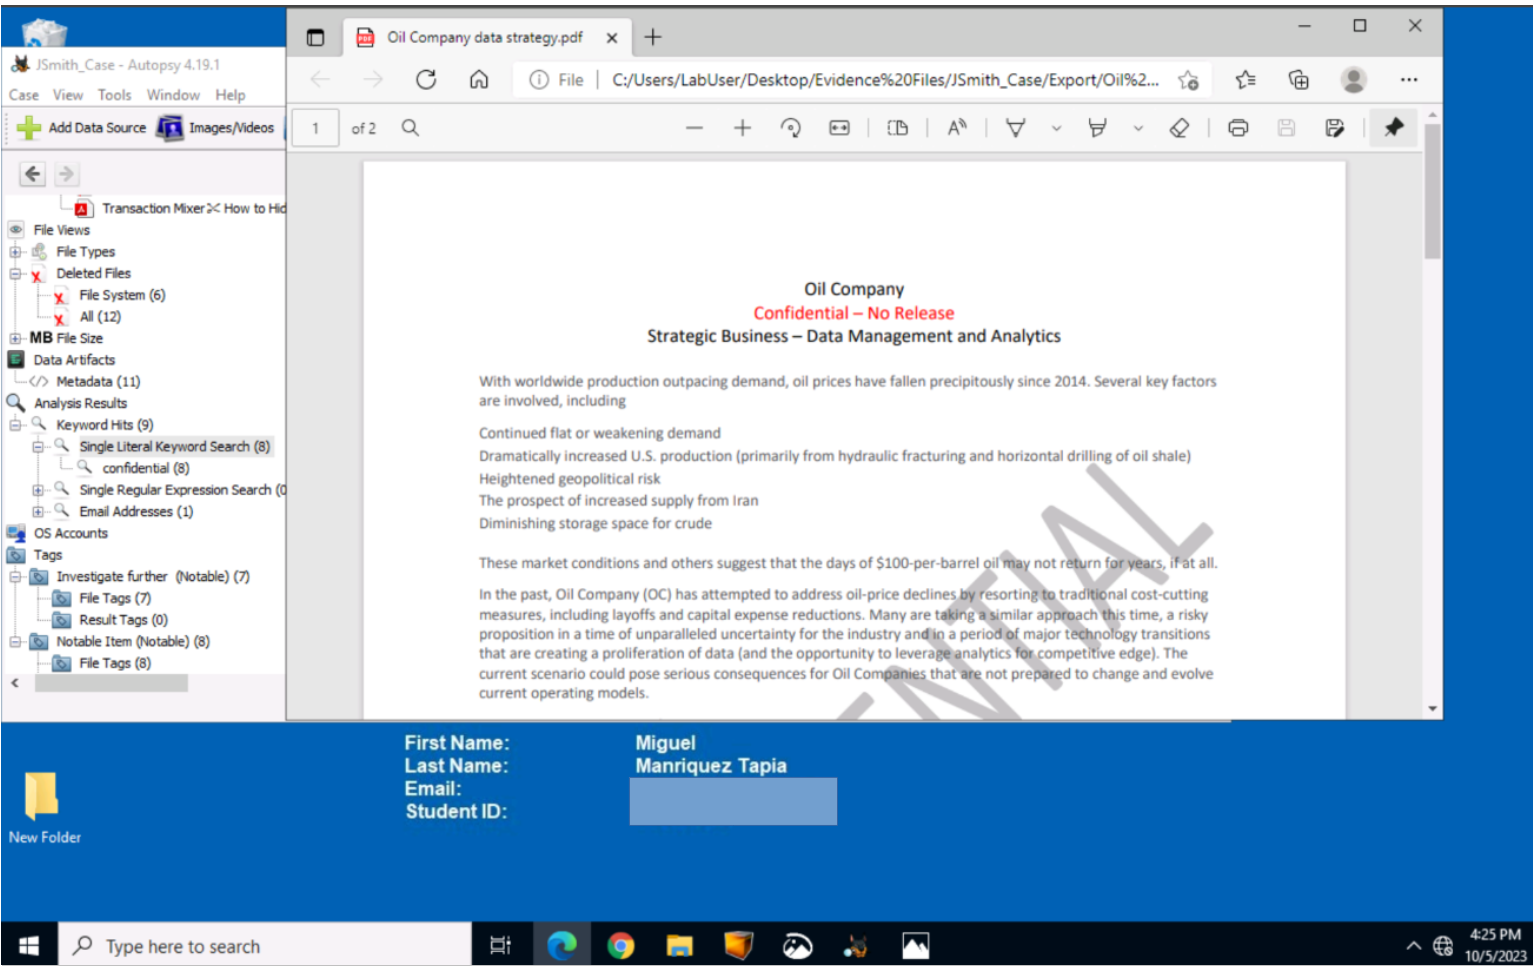 JSmith_Case - Autopsy 4.19.1
Case View Tools Window Help
Add Data Source Images/Videos
Transaction Mixer How to Hid
File Views
File Types
Deleted Files
File System (6)
All (12)
MB File Size
Data Artifacts
Metadata (11)
Analysis Results
Keyword Hits (9)
Single Literal Keyword Search (8)
confidential (8)
Single Regular Expression Search (0
Email Addresses (1)
OS Accounts
Tags
Investigate further (Notable) (7)
File Tags (7)
Result Tags (0)
Notable Item (Notable) (8)
File Tags (8)
Oil Company data strategy.pdf
File | C:/Users/LabUser/Desktop/Evidence%20Files/JSmith_Case/Export/Oil%2...
1 of 2
Oil Company
Confidential – No Release
Strategic Business – Data Management and Analytics
With worldwide production outpacing demand, oil prices have fallen precipitously since 2014. Several key factors
are involved, including
Continued flat or weakening demand
Dramatically increased U.S. production (primarily from hydraulic fracturing and horizontal drilling of oil shale)
Heightened geopolitical risk
The prospect of increased supply from Iran
Diminishing storage space for crude
These market conditions and others suggest that the days of $100-per-barrel oil may not return for years, if at all.
In the past, Oil Company (OC) has attempted to address oil-price declines by resorting to traditional cost-cutting
measures, including layoffs and capital expense reductions. Many are taking a similar approach this time, a risky
proposition in a time of unparalleled uncertainty for the industry and in a period of major technology transitions
that are creating a proliferation of data (and the opportunity to leverage analytics for competitive edge). The
current scenario could pose serious consequences for Oil Companies that are not prepared to change and evolve
current operating models.
ENTIAL
First Name: Miguel
Last Name: Manriquez Tapia
Email:
Student ID:
New Folder
Type here to search
4:25 PM
10/5/2023